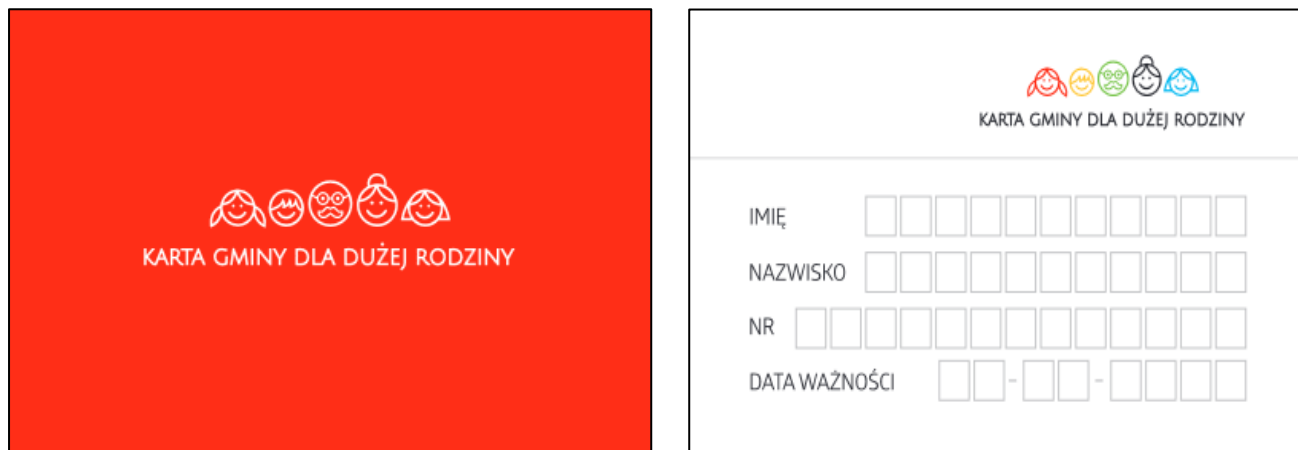 KARTA GMINY DLA DUŻEJ RODZINY
KARTA GMINY DLA DUŻEJ RODZINY
IMIĘ
NAZWISKO
NR
DATA WAŻNOŚCI - -